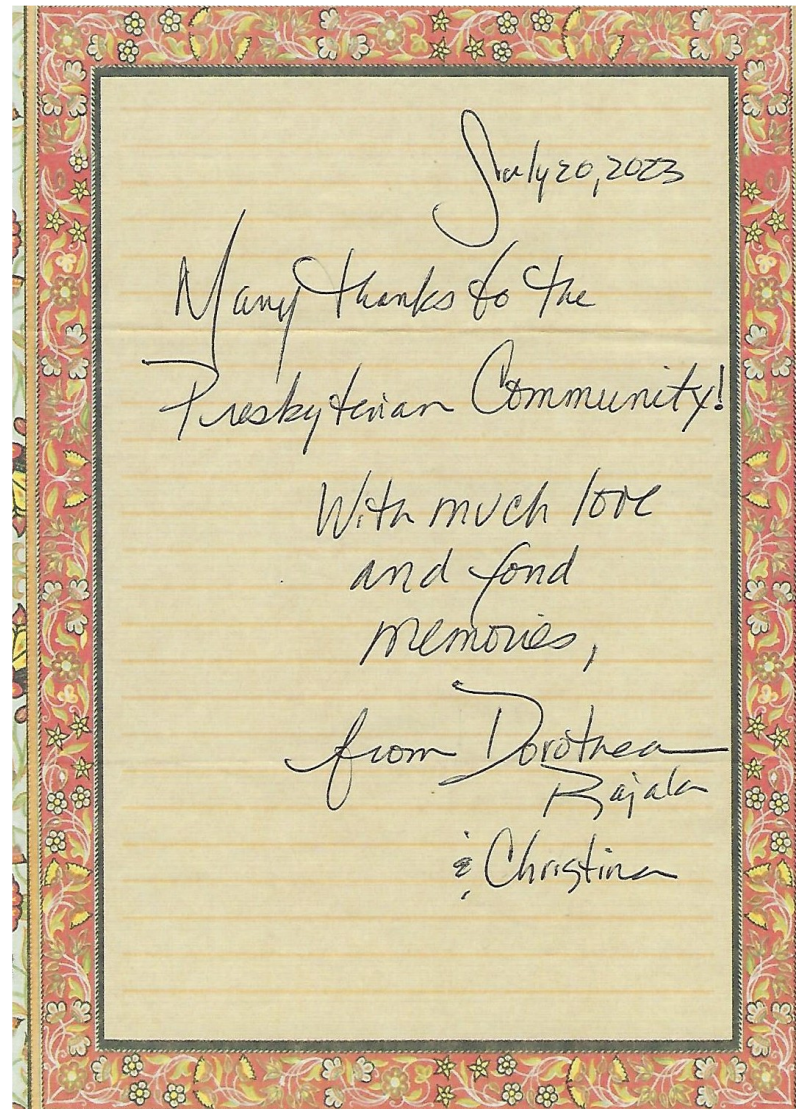 July 20, 2023
Many thanks to the
Presbyterian Community!
With much love
and fond
memories,
from Dorothea
Rajala
& Christina